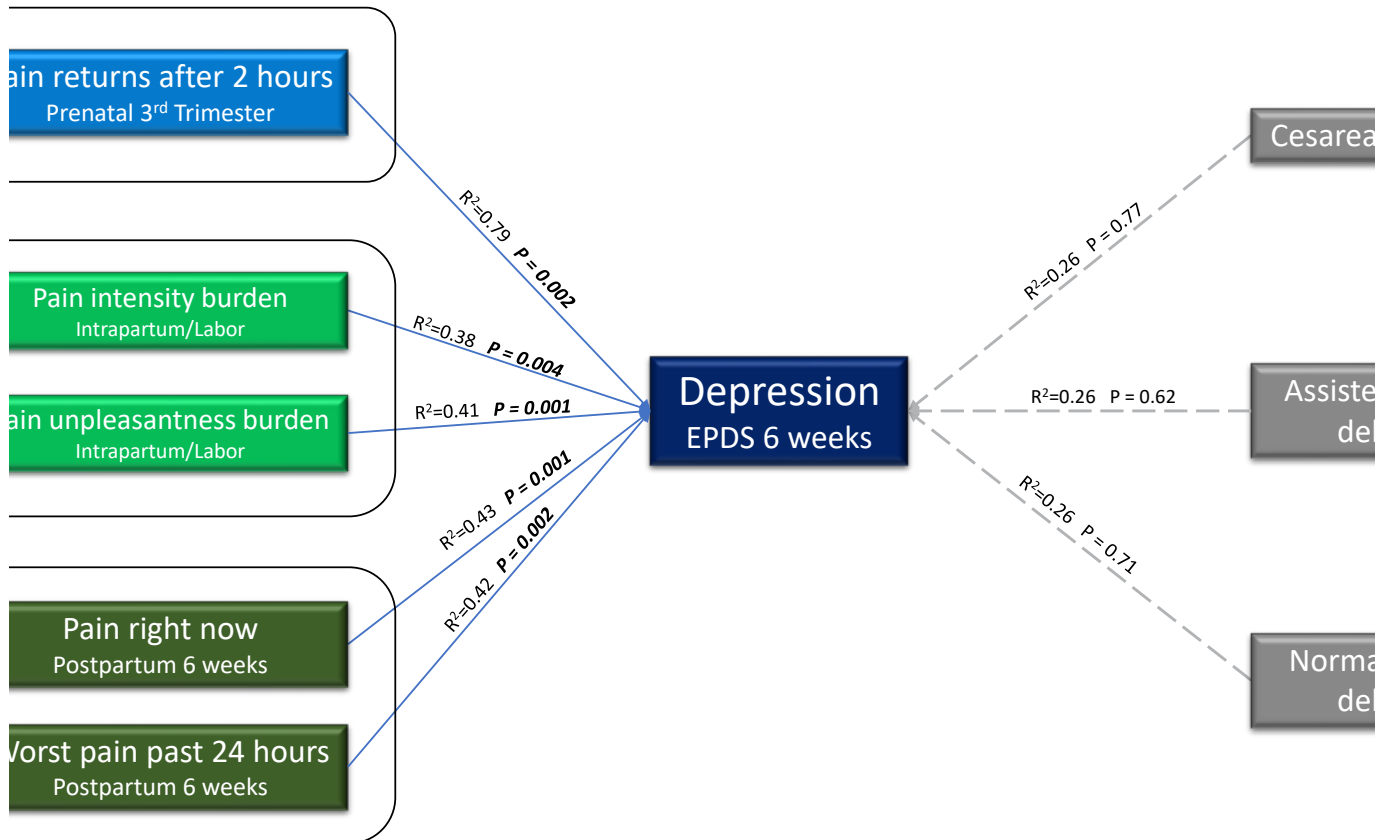 ain returns after 2 hours
Prenatal 3rd Trimester
Pain intensity burden
Intrapartum/Labor
ain unpleasantness burden
Intrapartum/Labor
Pain right now
Postpartum 6 weeks
Worst pain past 24 hours
Postpartum 6 weeks
R²=0.79 P = 0.002
R²=0.38 P = 0.004
R²=0.41 P = 0.001
R²=0.43 P = 0.001
R²=0.42 P = 0.002
Depression
EPDS 6 weeks
R²=0.26 P = 0.77
R²=0.26 P = 0.62
R²=0.26 P = 0.71
Cesarea
Assiste
del
Norma
del